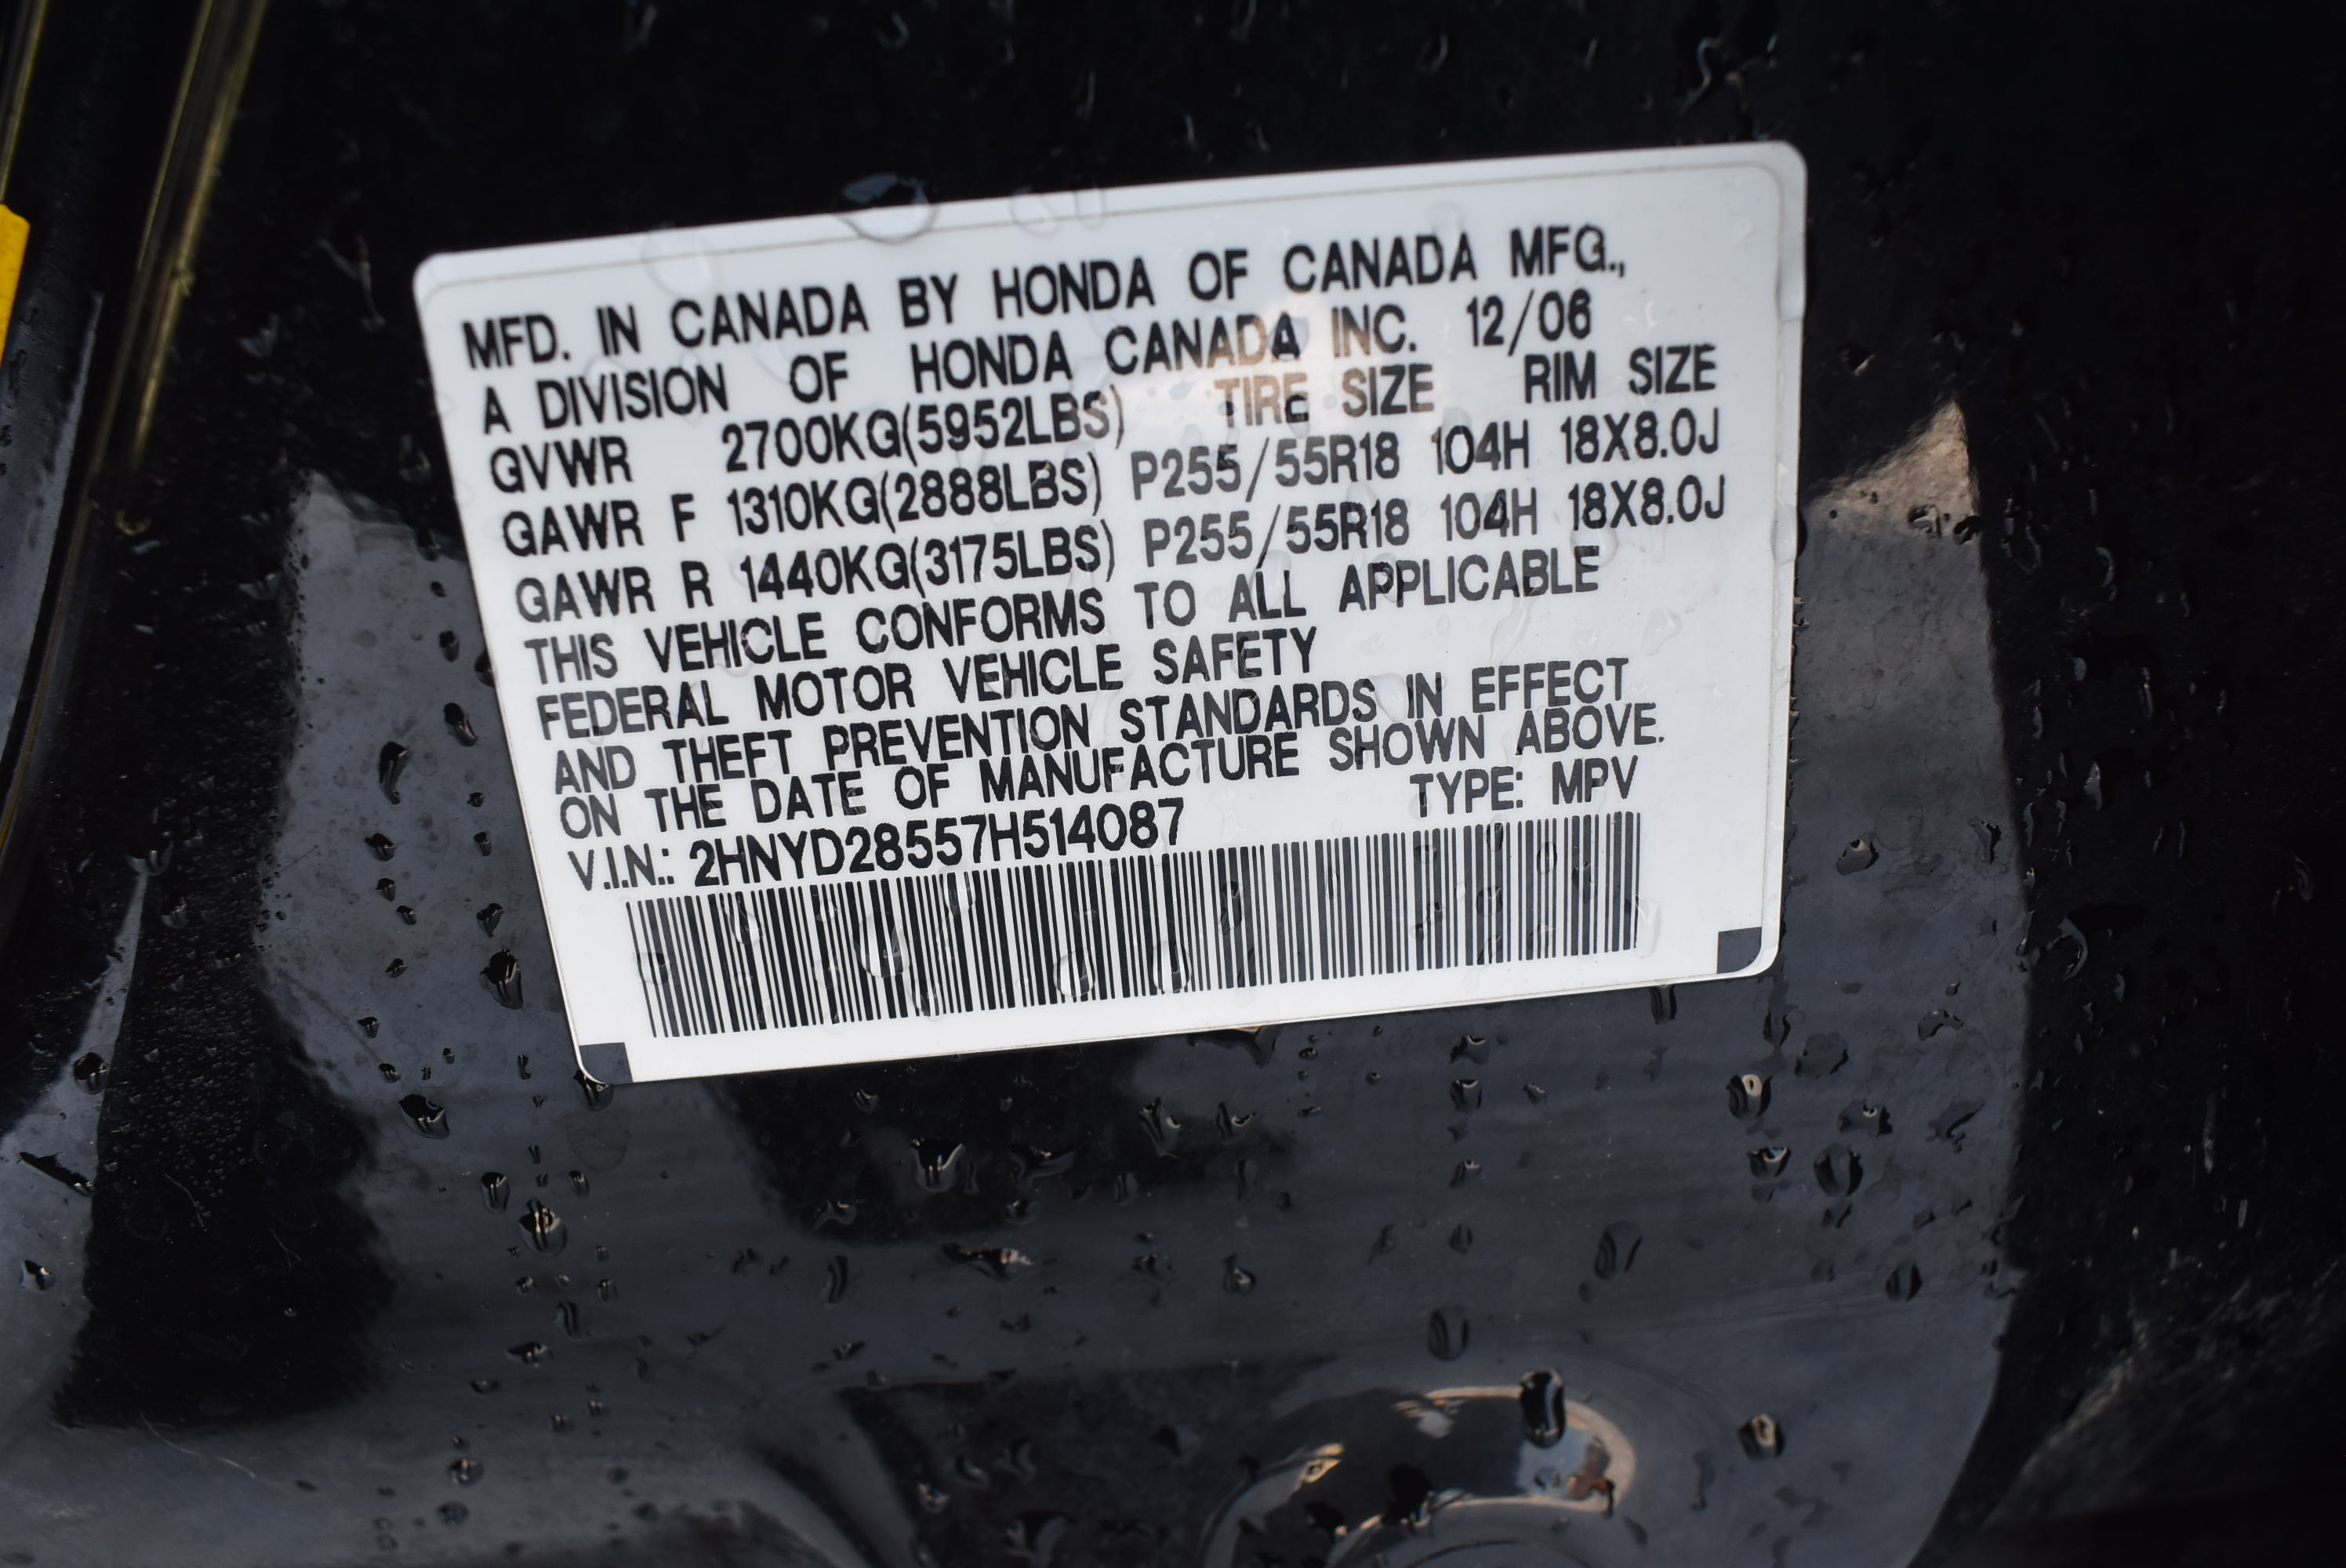 MFD. IN CANADA BY HONDA OF CANADA MFG.,
A DIVISION OF HONDA CANADA INC. 12/06
GVWR 2700KG(5952LBS) TIRE SIZE RIM SIZE
GAWR F 1310KG(2888LBS) P255/55R18 104H 18X8.0J
GAWR R 1440KG(3175LBS) P255/55R18 104H 18X8.0J
THIS VEHICLE CONFORMS TO ALL APPLICABLE
FEDERAL MOTOR VEHICLE SAFETY
AND THEFT PREVENTION STANDARDS IN EFFECT
ON THE DATE OF MANUFACTURE SHOWN ABOVE.
V.I.N.: 2HNYD28557H514087 TYPE: MPV